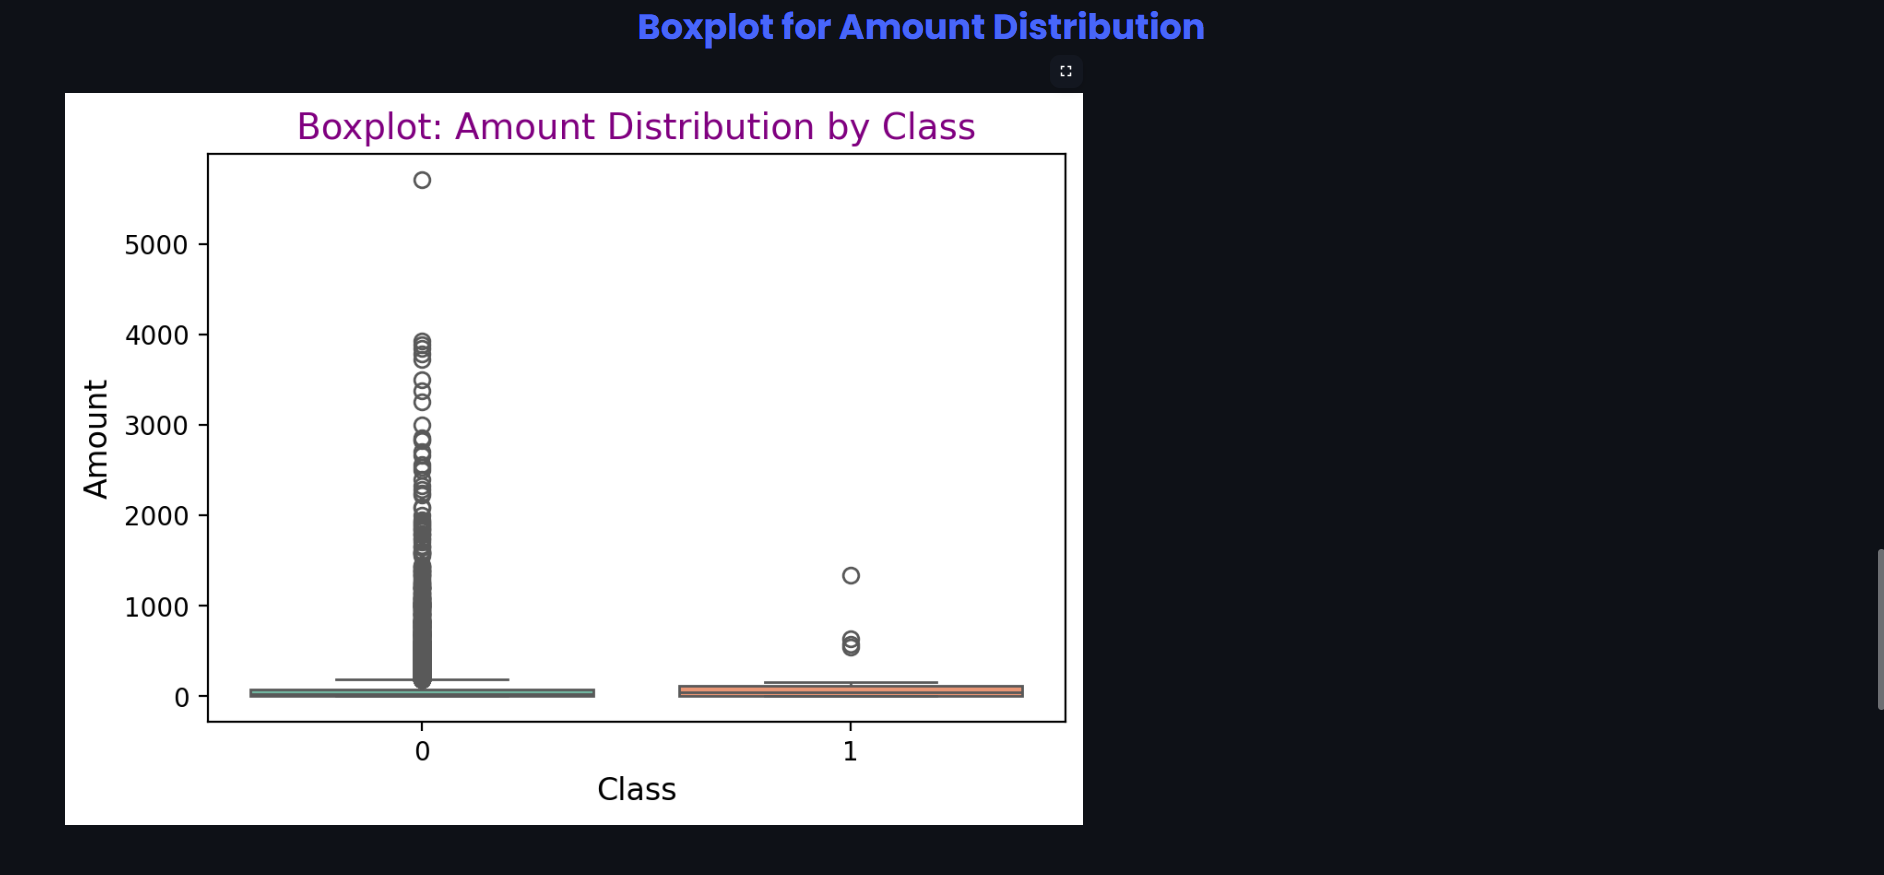 Boxplot for Amount Distribution
Boxplot: Amount Distribution by Class
5000
4000
3000
2000
1000
0
Amount
0 1
Class